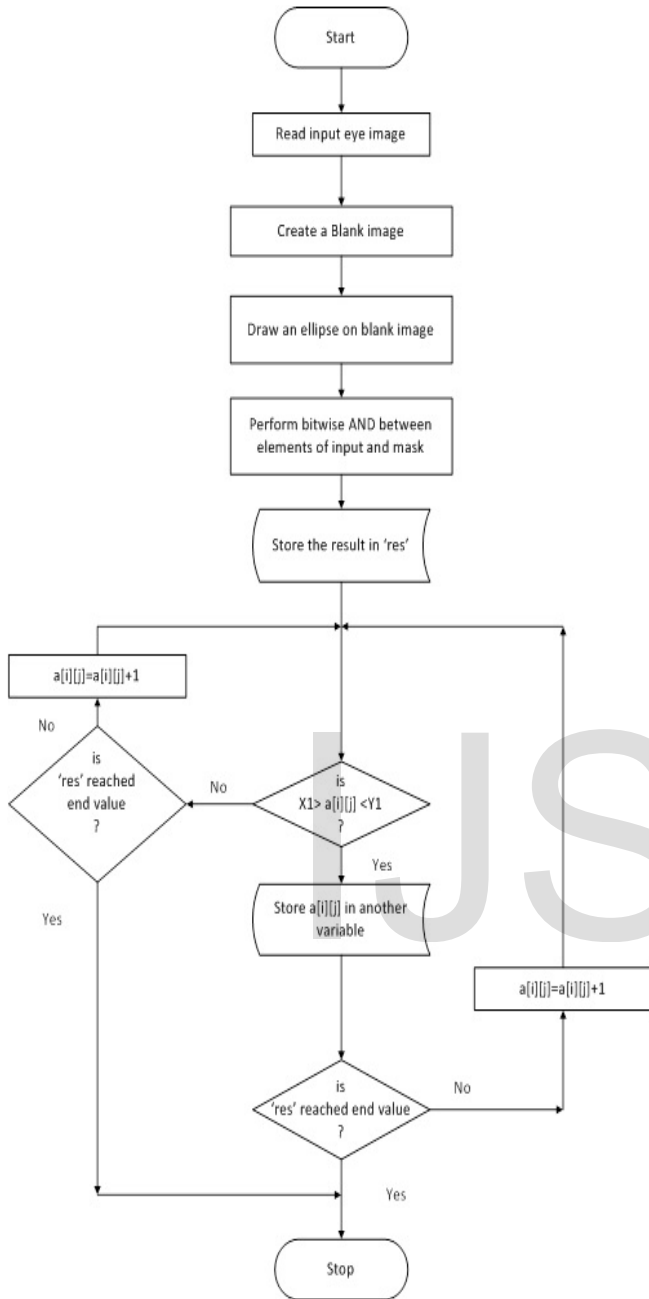 Start
Read input eye image
Create a Blank image
Draw an ellipse on blank image
Perform bitwise AND between
elements of input and mask
Store the result in ‘res’
a[i][j]=a[i][j]+1
No
is
‘res’ reached
end value
?
No
is
X1> a[i][j] <Y1
?
Yes
Yes
Store a[i][j] in another
variable
a[i][j]=a[i][j]+1
is
‘res’ reached end value
?
No
Yes
Stop
IJS